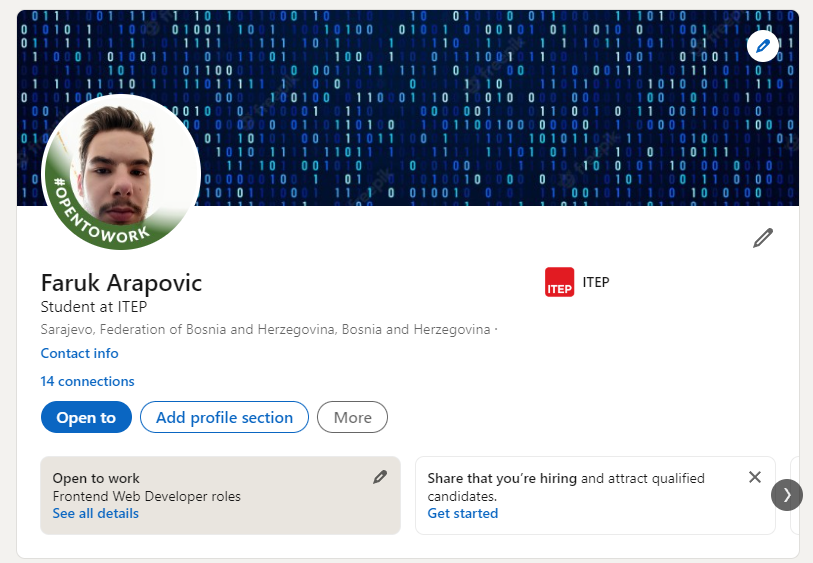 #OPENTOWORK
Faruk Arapovic
ITEP
ITEP
Student at ITEP
Sarajevo, Federation of Bosnia and Herzegovina, Bosnia and Herzegovina ·
Contact info
14 connections
Open to
Add profile section
More
Open to work
Frontend Web Developer roles
See all details
Share that you’re hiring and attract qualified
candidates.
Get started